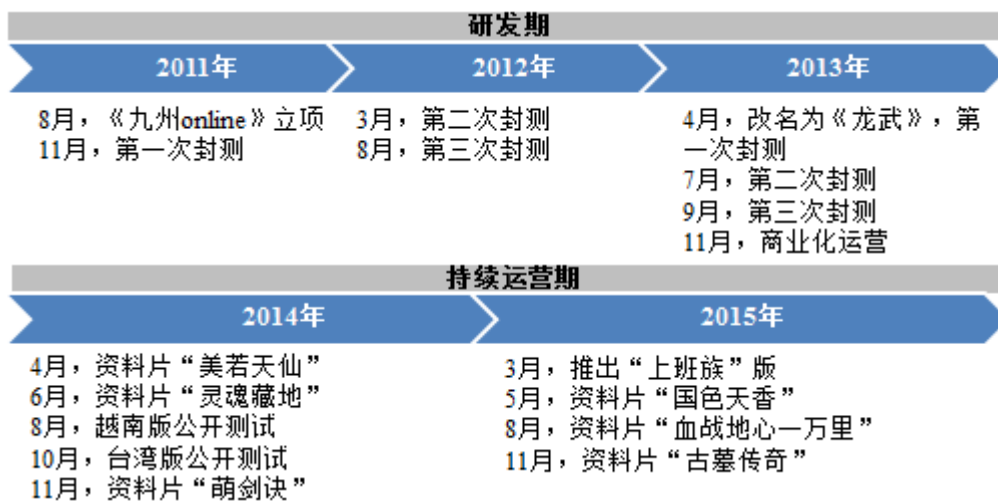 研发期
2011年
2012年
2013年
8月，《九州online》立项
11月，第一次封测
3月，第二次封测
8月，第三次封测
4月，改名为《龙武》，第
一次封测
7月，第二次封测
9月，第三次封测
11月，商业化运营
持续运营期
2014年
2015年
4月，资料片“美若天仙”
6月，资料片“灵魂藏地”
8月，越南版公开测试
10月，台湾版公开测试
11月，资料片“萌剑诀”
3月，推出“上班族”版
5月，资料片“国色天香”
8月，资料片“血战地心一万里”
11月，资料片“古墓传奇”